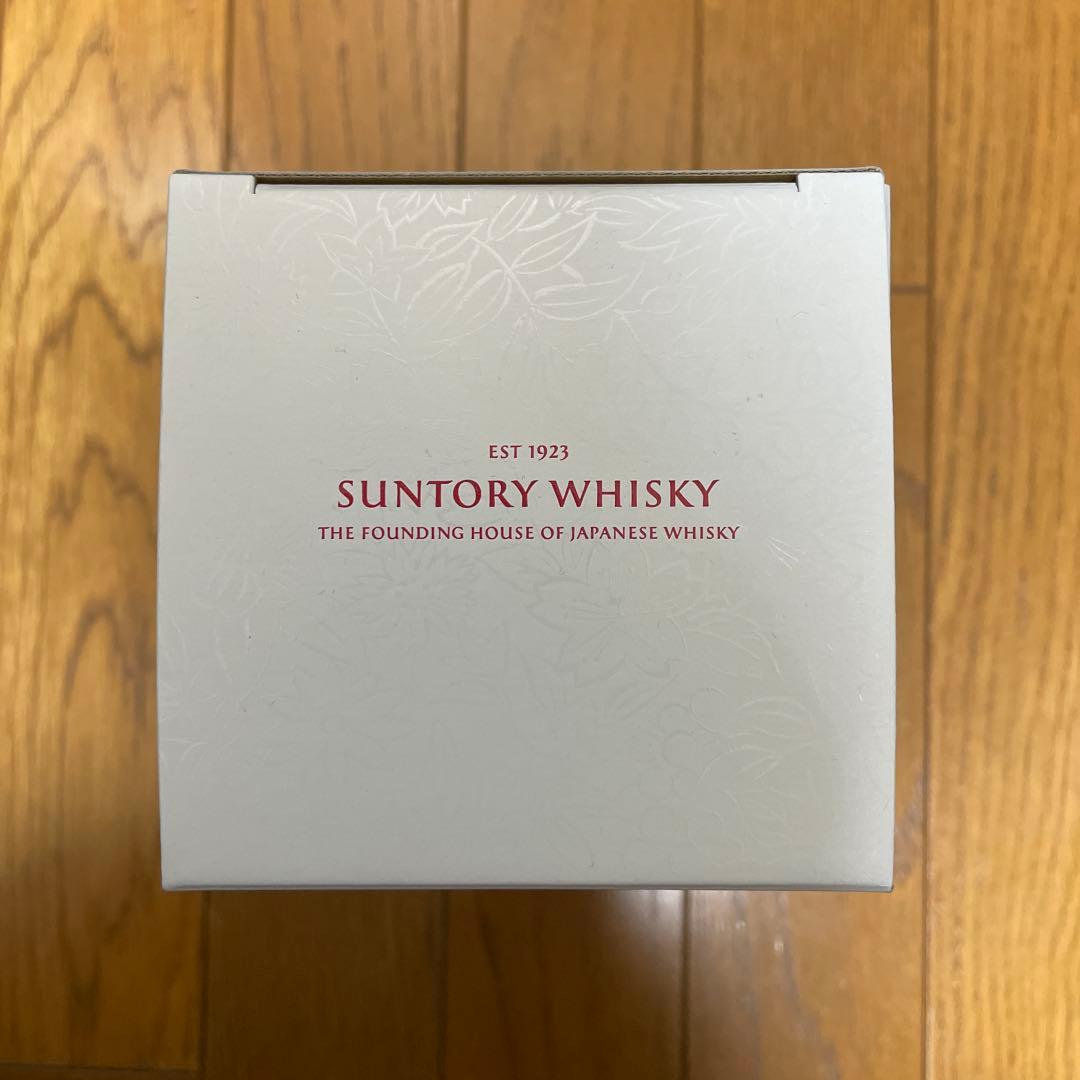 EST 1923
SUNTORY WHISKY
THE FOUNDING HOUSE OF JAPANESE WHISKY